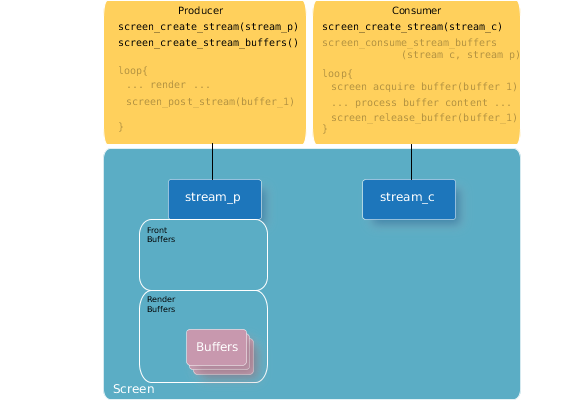 Producer
screen_create_stream(stream_p)
screen_create_stream_buffers()
loop{
... render ...
screen_post_stream(buffer_1)
}
Consumer
screen_create_stream(stream_c)
screen_consume_stream_buffers
(stream c, stream p)
loop{
screen acquire buffer(buffer 1)
... process buffer content ...
screen_release_buffer(buffer_1)
}
stream_p
stream_c
Front
Buffers
Render
Buffers
Buffers
Screen